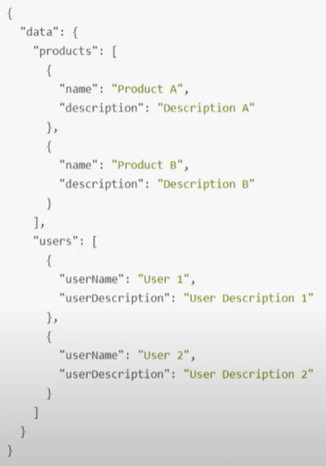 {
"data": {
"products": [
{
"name": "Product A",
"description": "Description A"
},
{
"name": "Product B",
"description": "Description B"
}
],
"users": [
{
"userName": "User 1",
"userDescription": "User Description 1"
},
{
"userName": "User 2",
"userDescription": "User Description 2"
}
]
}
}